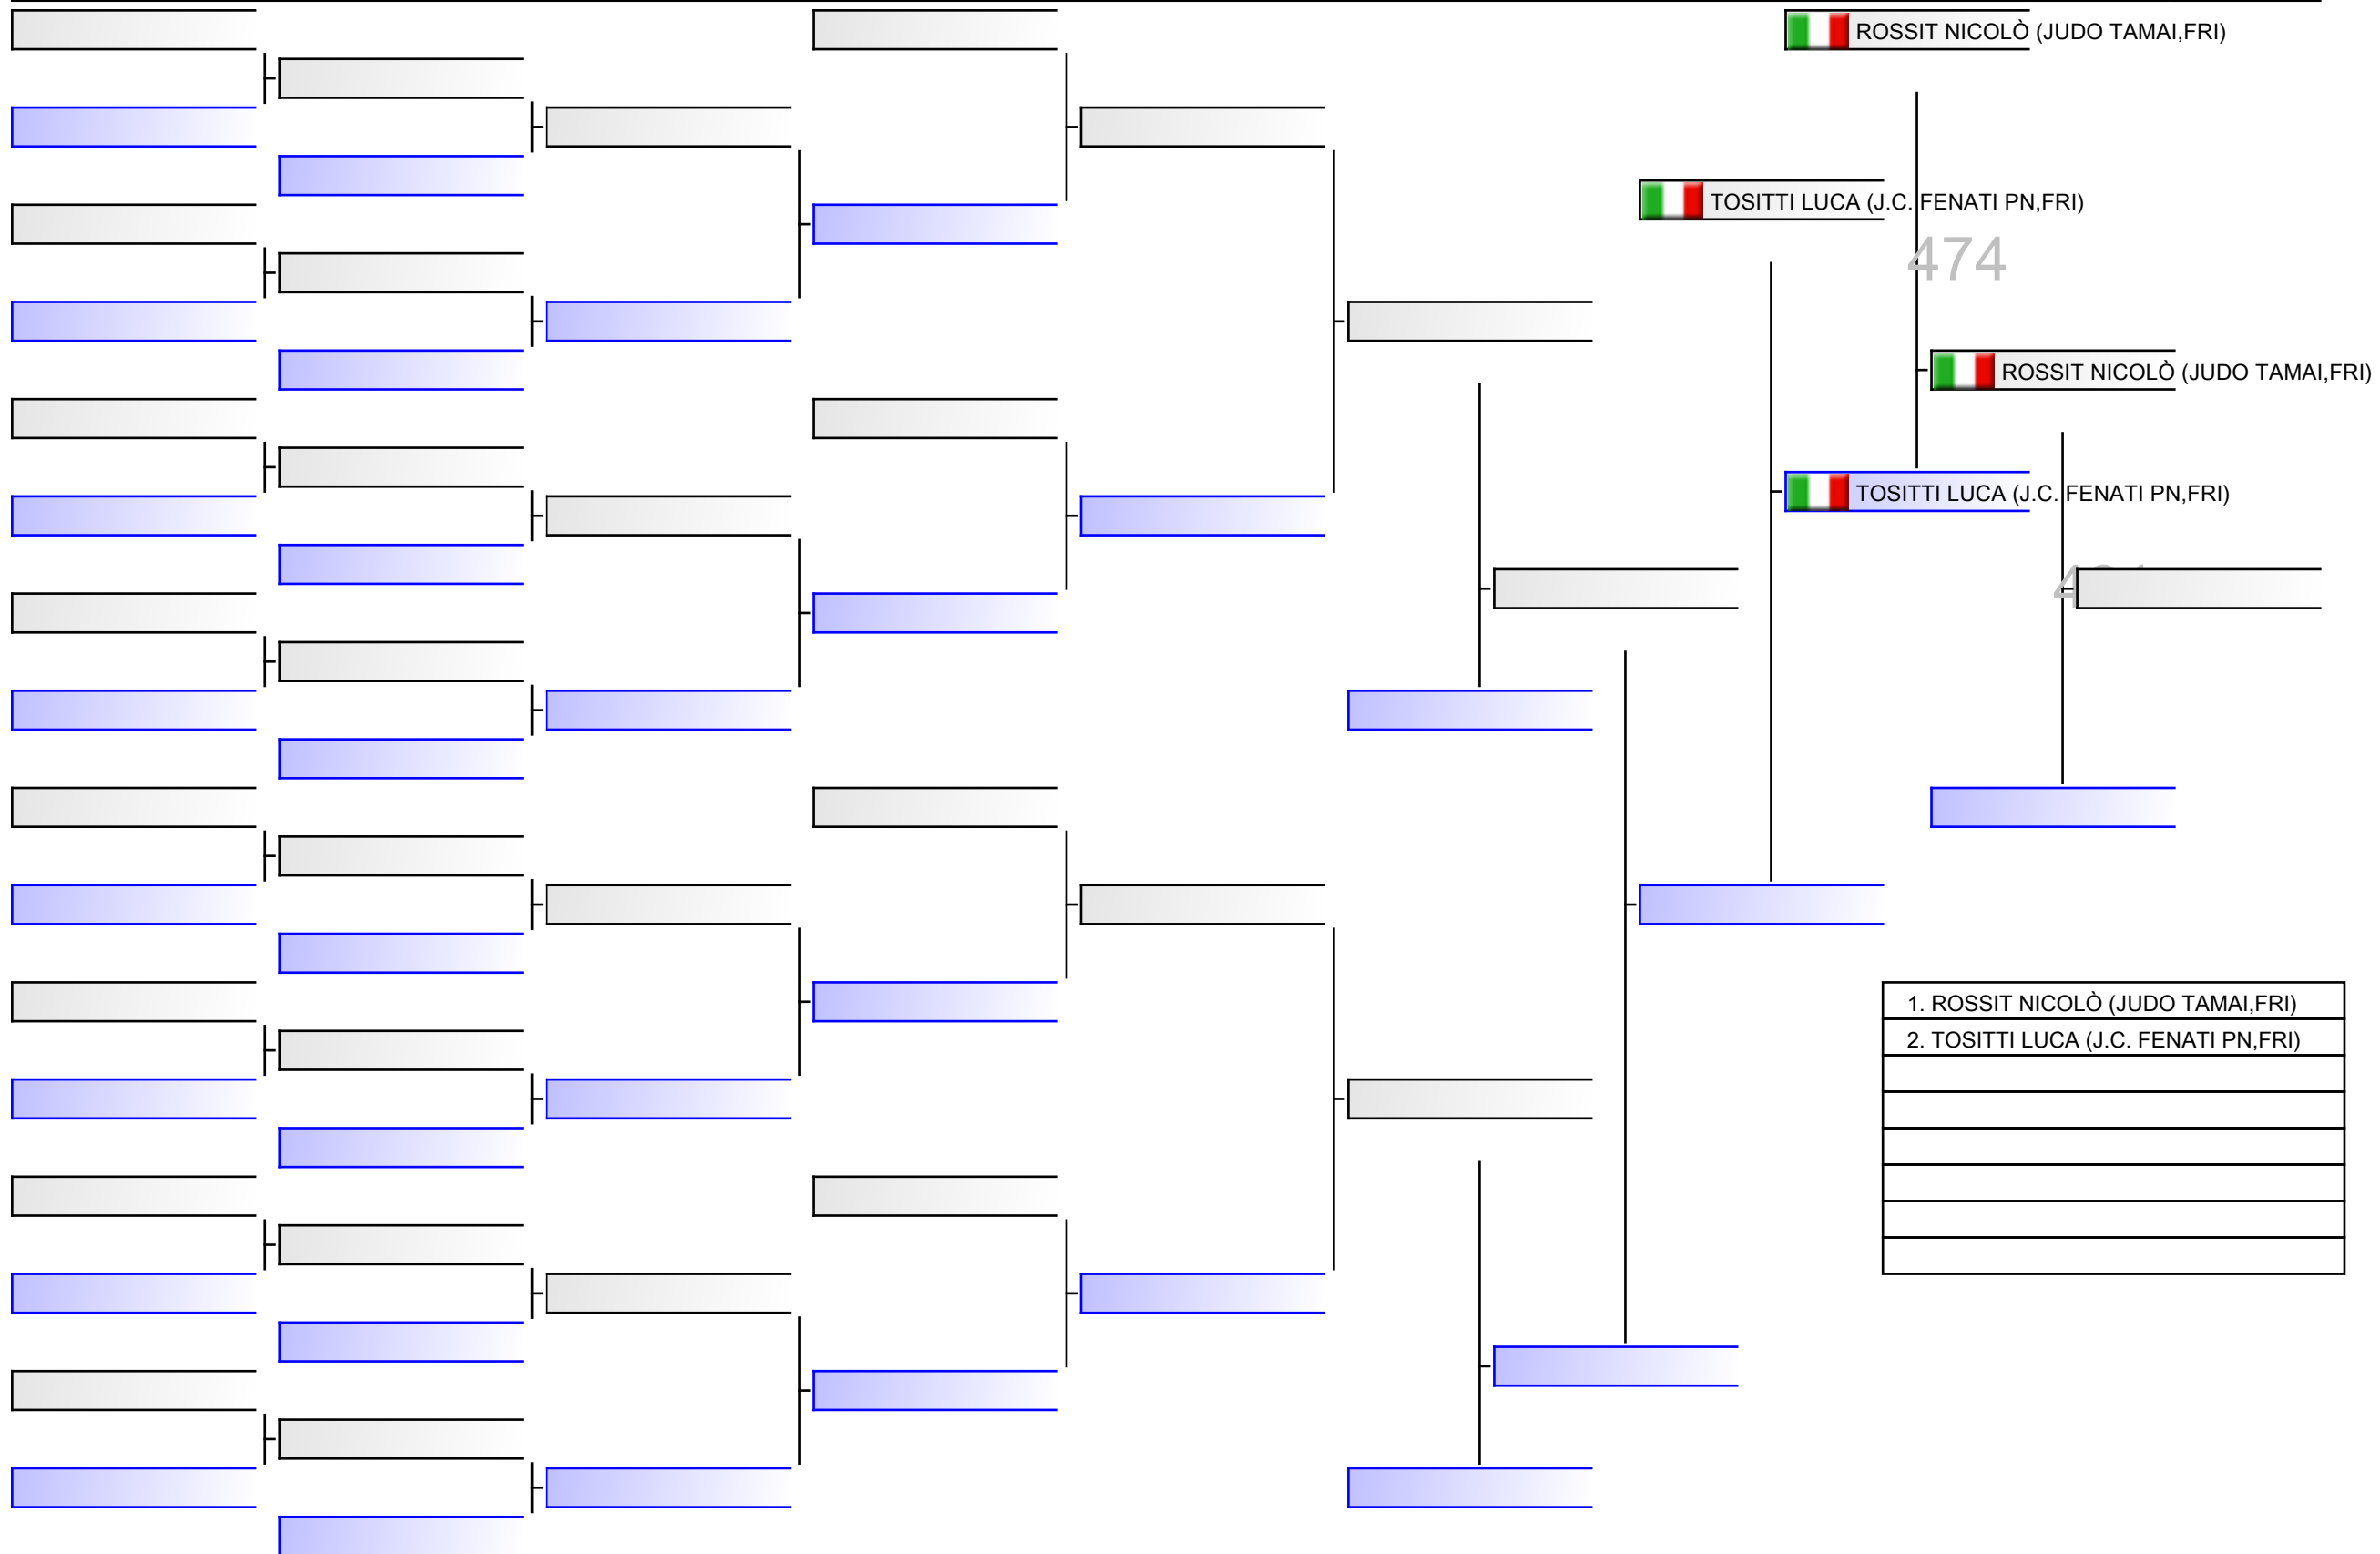 ROSSIT NICOLÒ (JUDO TAMAI,FRI)
TOSITTI LUCA (J.C. FENATI PN,FRI)
474
ROSSIT NICOLÒ (JUDO TAMAI,FRI)
TOSITTI LUCA (J.C. FENATI PN,FRI)
1. ROSSIT NICOLÒ (JUDO TAMAI,FRI)
2. TOSITTI LUCA (J.C. FENATI PN,FRI)